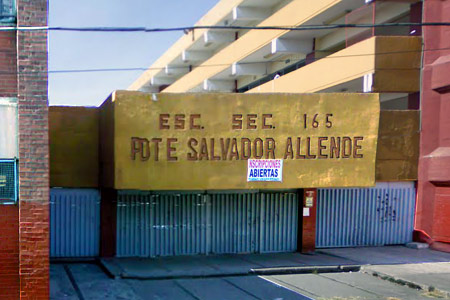 ESC. SEC. 165
PDTE SALVADOR ALLENDE
INSCRIPCIONES
ABIERTAS